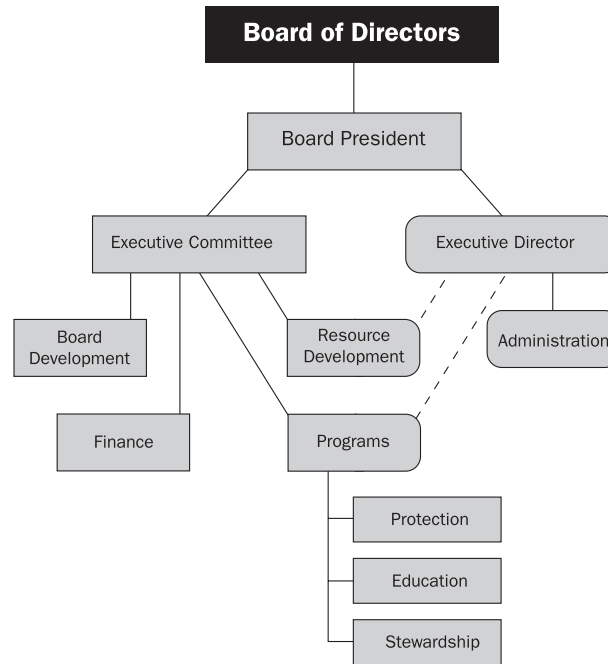 Board of Directors
Board President
Executive Committee
Executive Director
Board
Development
Resource
Development
Administration
Finance
Programs
Protection
Education
Stewardship